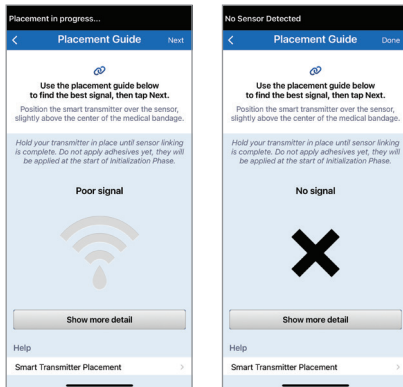 Placement in progress...
Placement Guide
Next
Use the placement guide below
to find the best signal, then tap Next.
Position the smart transmitter over the sensor,
slightly above the center of the medical bandage.
Hold your transmitter in place until sensor linking
is complete. Do not apply adhesives yet, they will
be applied at the start of Initialization Phase.
Poor signal
Show more detail
Help
Smart Transmitter Placement
No Sensor Detected
Placement Guide
Done
Use the placement guide below
to find the best signal, then tap Next.
Position the smart transmitter over the sensor,
slightly above the center of the medical bandage.
Hold your transmitter in place until sensor linking
is complete. Do not apply adhesives yet, they will
be applied at the start of Initialization Phase.
No signal
Show more detail
Help
Smart Transmitter Placement